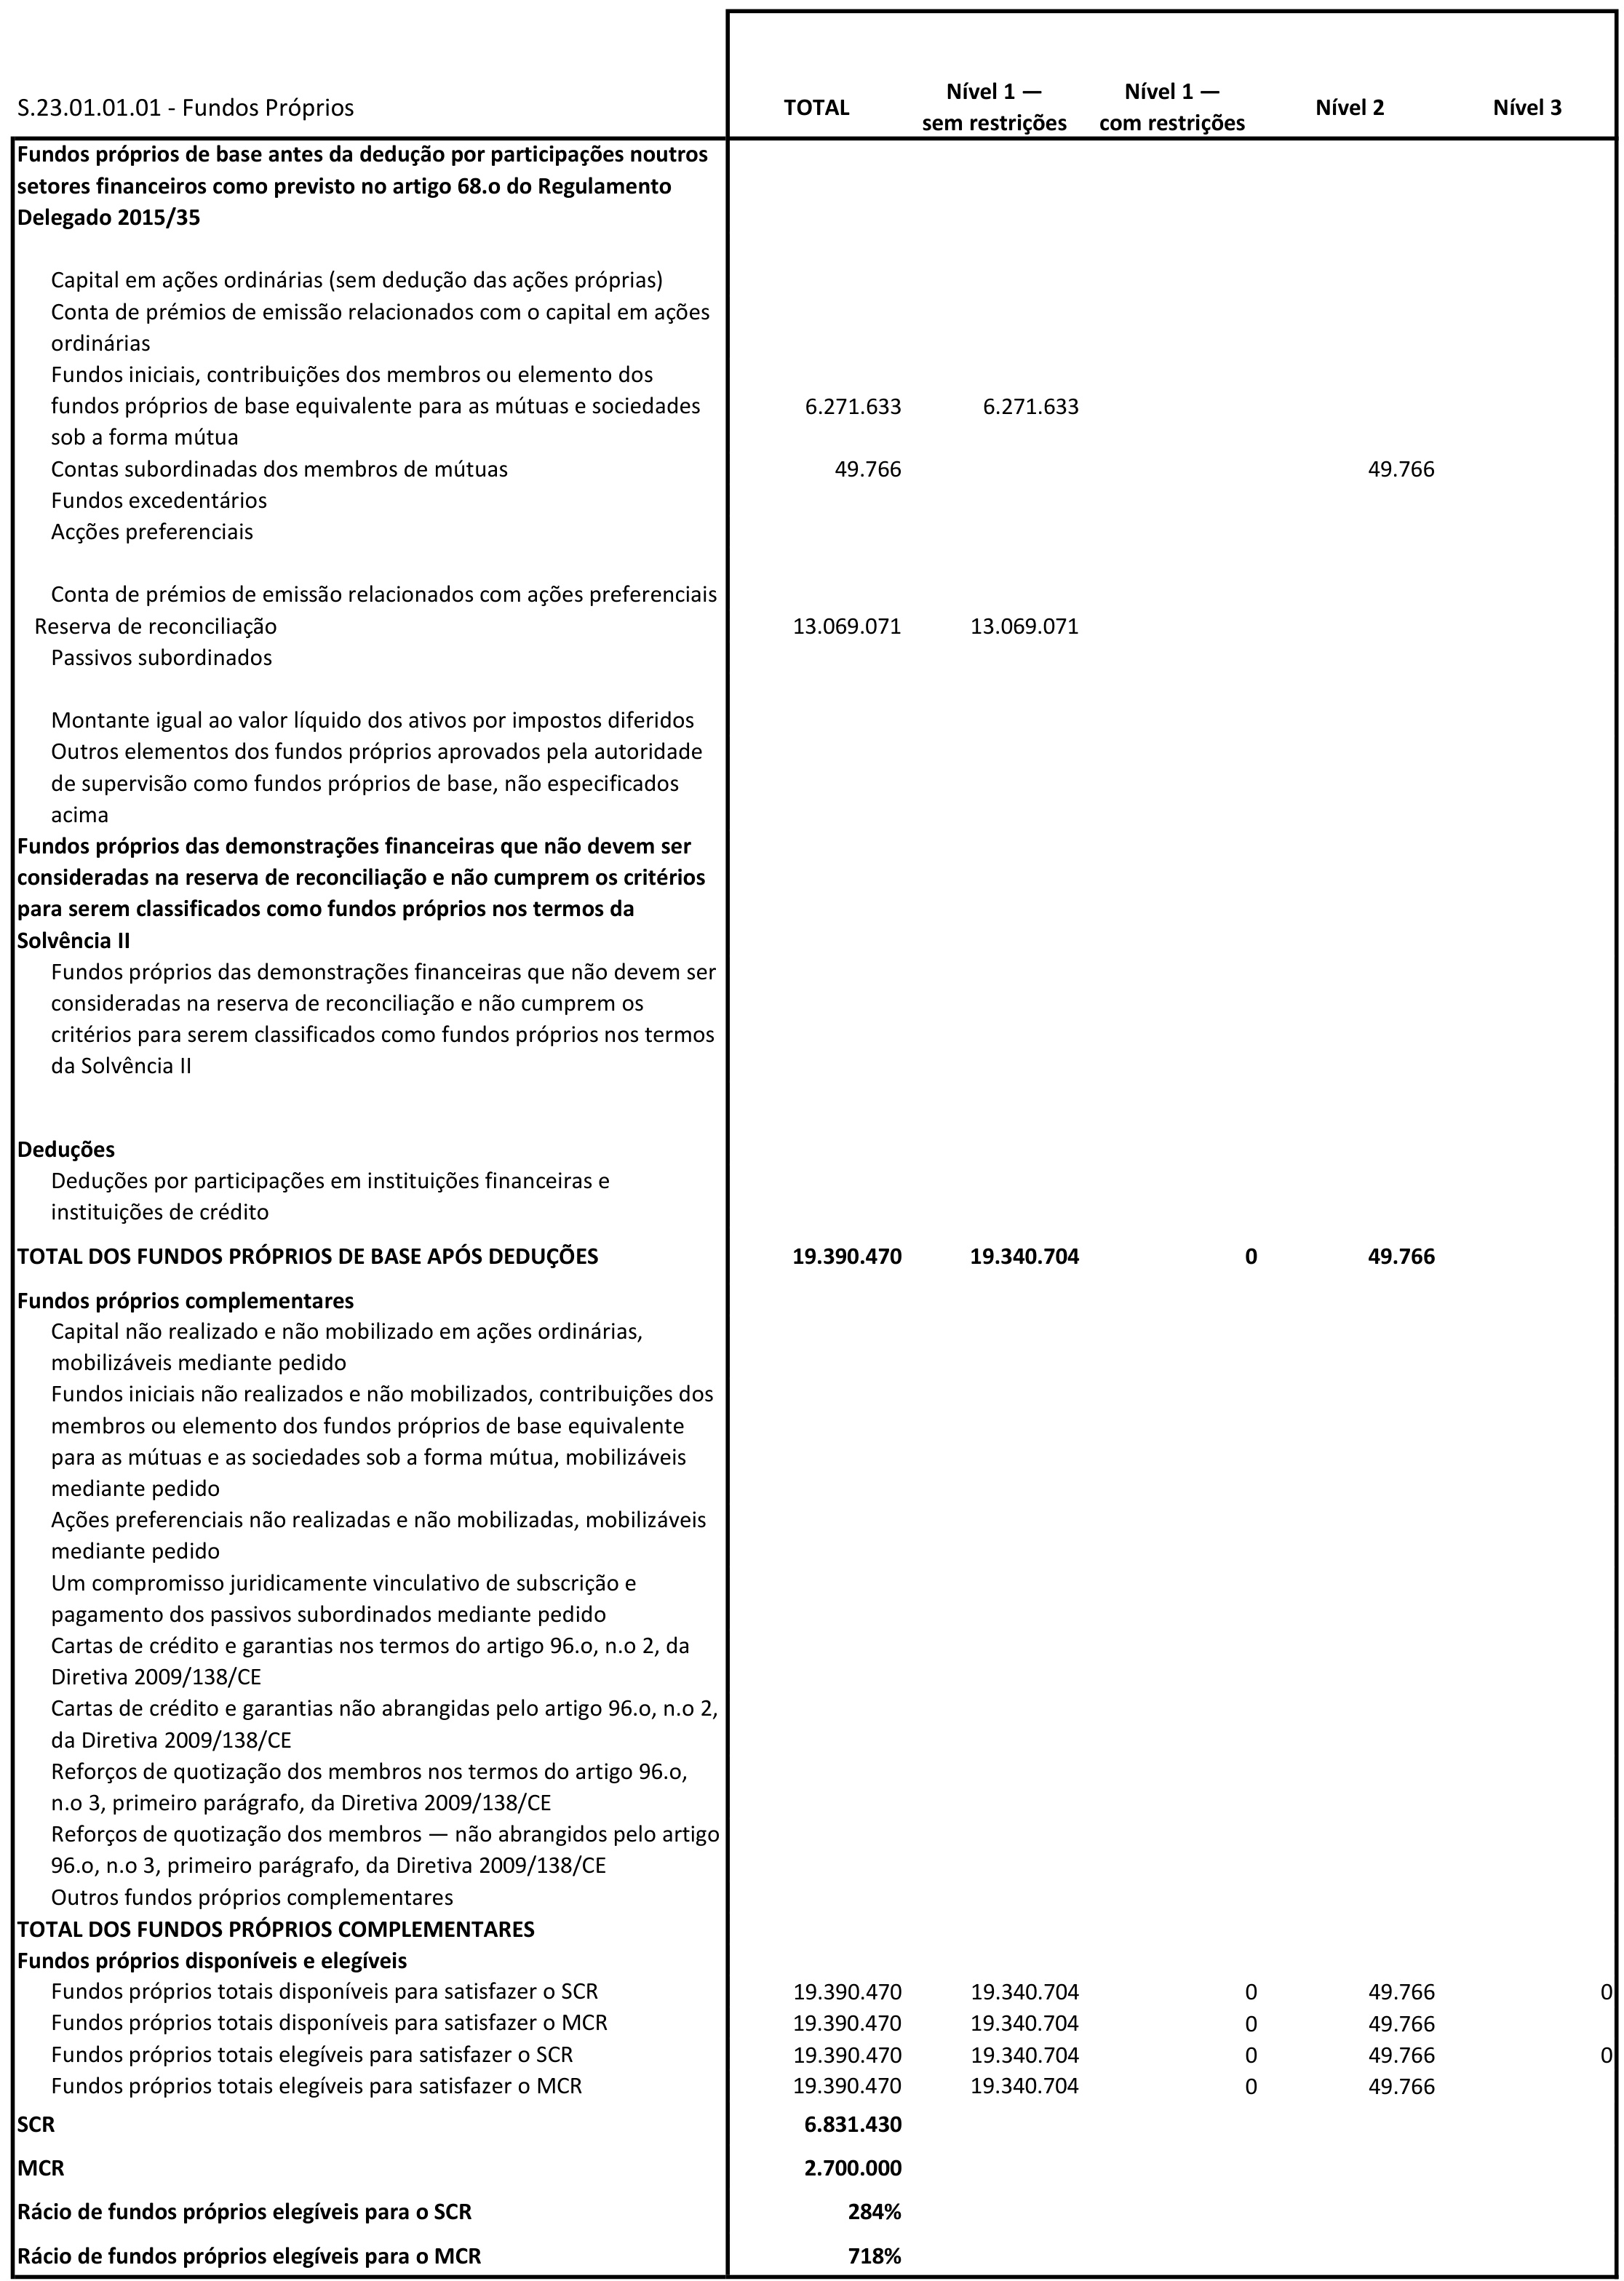 S.23.01.01.01 - Fundos Próprios TOTAL Nível 1 — sem restrições Nível 1 — com restrições Nível 2 Nível 3
Fundos próprios de base antes da dedução por participações noutros
setores financeiros como previsto no artigo 68.o do Regulamento
Delegado 2015/35
Capital em ações ordinárias (sem dedução das ações próprias)
Conta de prémios de emissão relacionados com o capital em ações
ordinárias
Fundos iniciais, contribuições dos membros ou elemento dos
fundos próprios de base equivalente para as mútuas e sociedades 6.271.633 6.271.633
sob a forma mútua
Contas subordinadas dos membros de mútuas 49.766 49.766
Fundos excedentários
Acções preferenciais
Conta de prémios de emissão relacionados com ações preferenciais
Reserva de reconciliação 13.069.071 13.069.071
Passivos subordinados
Montante igual ao valor líquido dos ativos por impostos diferidos
Outros elementos dos fundos próprios aprovados pela autoridade
de supervisão como fundos próprios de base, não especificados
acima
Fundos próprios das demonstrações financeiras que não devem ser
consideradas na reserva de reconciliação e não cumprem os critérios
para serem classificados como fundos próprios nos termos da
Solvência II
Fundos próprios das demonstrações financeiras que não devem ser
consideradas na reserva de reconciliação e não cumprem os
critérios para serem classificados como fundos próprios nos termos
da Solvência II
Deduções
Deduções por participações em instituições financeiras e
instituições de crédito
TOTAL DOS FUNDOS PRÓPRIOS DE BASE APÓS DEDUÇÕES 19.390.470 19.340.704 0 49.766
Fundos próprios complementares
Capital não realizado e não mobilizado em ações ordinárias,
mobilizáveis mediante pedido
Fundos iniciais não realizados e não mobilizados, contribuições dos
membros ou elemento dos fundos próprios de base equivalente
para as mútuas e as sociedades sob a forma mútua, mobilizáveis
mediante pedido
Ações preferenciais não realizadas e não mobilizadas, mobilizáveis
mediante pedido
Um compromisso juridicamente vinculativo de subscrição e
pagamento dos passivos subordinados mediante pedido
Cartas de crédito e garantias nos termos do artigo 96.o, n.o 2, da
Diretiva 2009/138/CE
Cartas de crédito e garantias não abrangidas pelo artigo 96.o, n.o 2,
da Diretiva 2009/138/CE
Reforços de quotização dos membros nos termos do artigo 96.o,
n.o 3, primeiro parágrafo, da Diretiva 2009/138/CE
Reforços de quotização dos membros — não abrangidos pelo artigo
96.o, n.o 3, primeiro parágrafo, da Diretiva 2009/138/CE
Outros fundos próprios complementares
TOTAL DOS FUNDOS PRÓPRIOS COMPLEMENTARES
Fundos próprios disponíveis e elegíveis
Fundos próprios totais disponíveis para satisfazer o SCR 19.390.470 19.340.704 0 49.766 0
Fundos próprios totais disponíveis para satisfazer o MCR 19.390.470 19.340.704 0 49.766
Fundos próprios totais elegíveis para satisfazer o SCR 19.390.470 19.340.704 0 49.766 0
Fundos próprios totais elegíveis para satisfazer o MCR 19.390.470 19.340.704 0 49.766
SCR 6.831.430
MCR 2.700.000
Rácio de fundos próprios elegíveis para o SCR 284%
Rácio de fundos próprios elegíveis para o MCR 718%